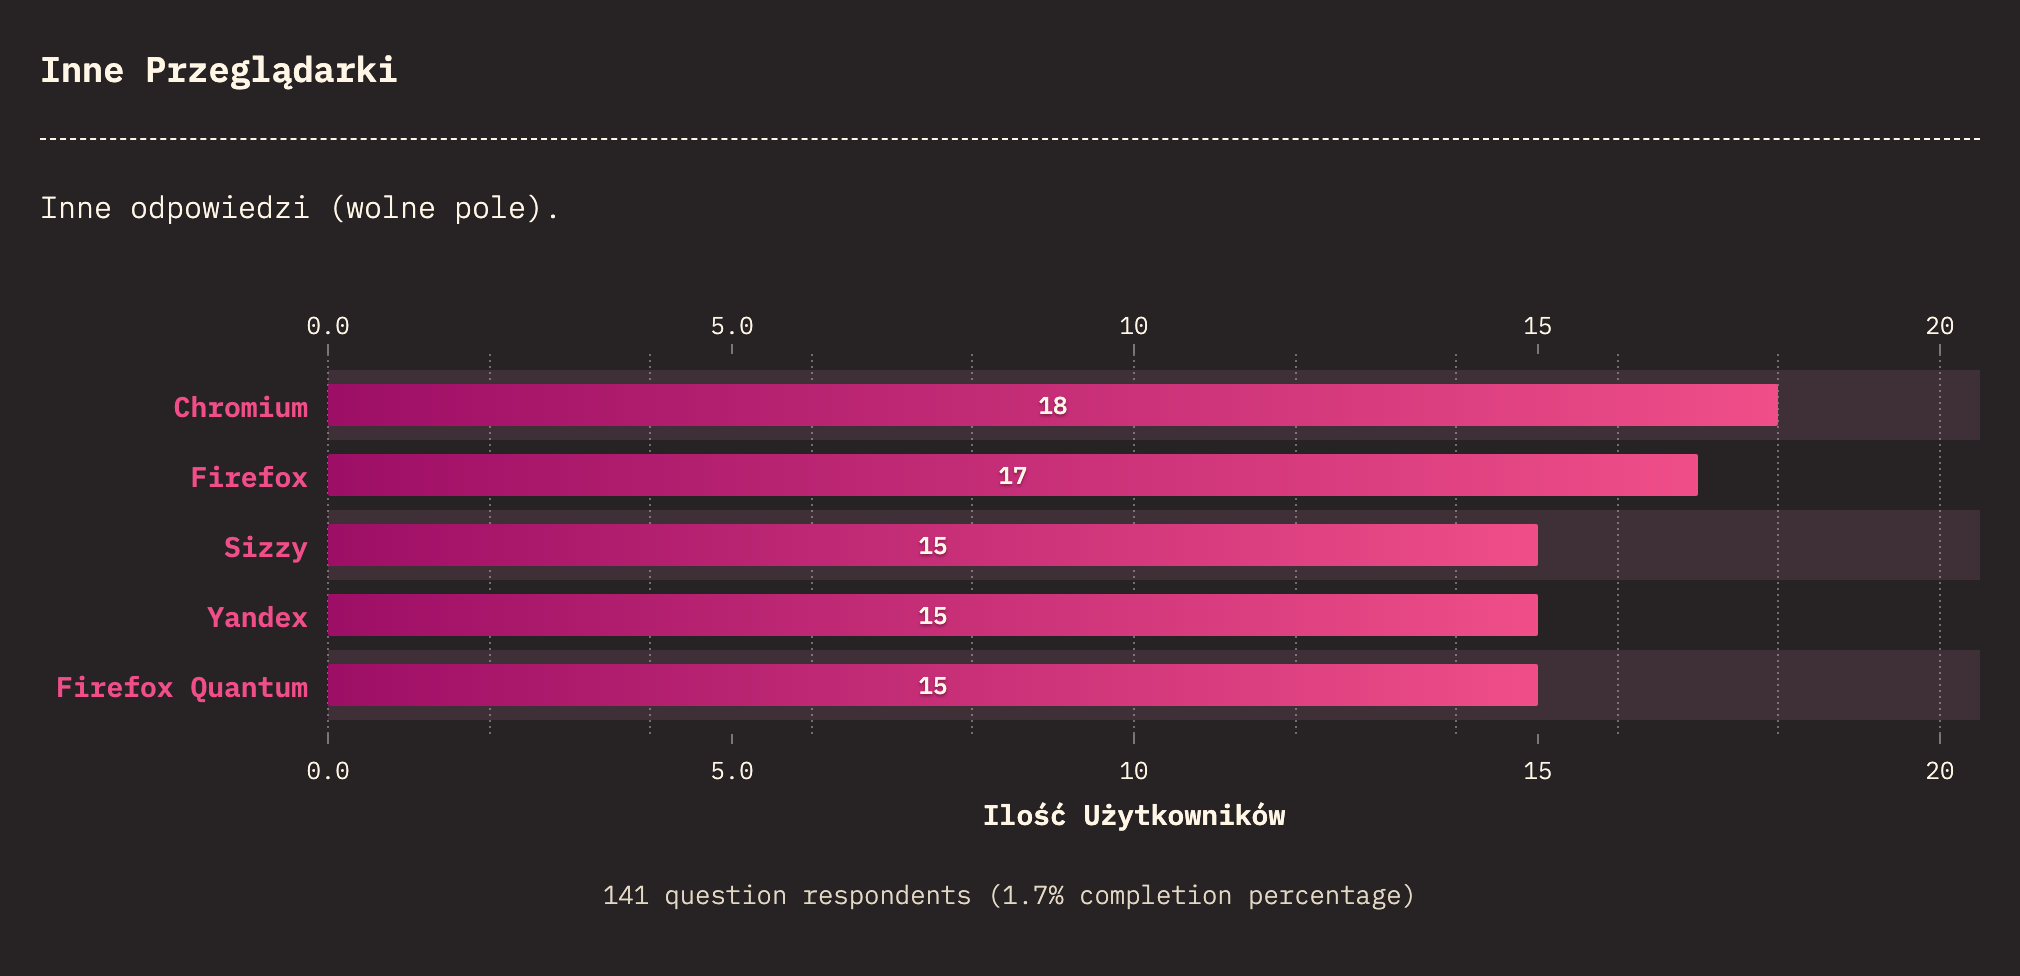 Inne Przeglądarki
Inne odpowiedzi (wolne pole).
0.0 5.0 10 15 20
Chromium 18
Firefox 17
Sizzy 15
Yandex 15
Firefox Quantum 15
0.0 5.0 10 15 20
Ilość Użytkowników
141 question respondents (1.7% completion percentage)